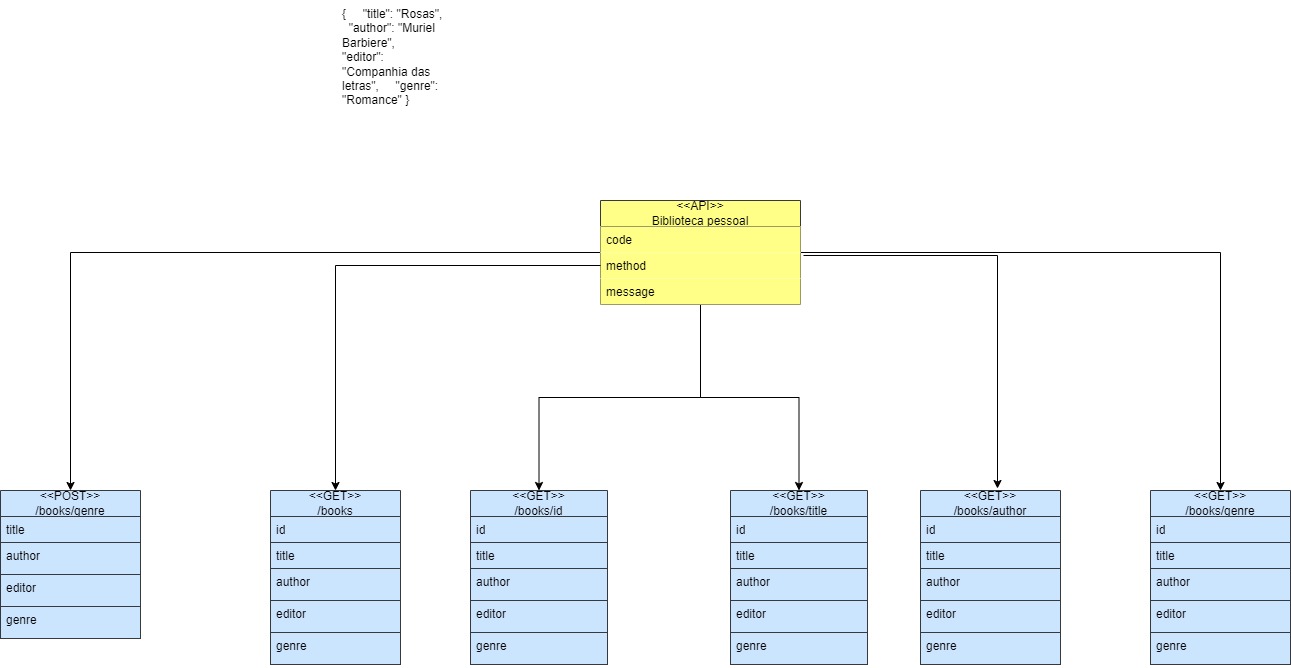 {     "title": "Rosas",
"author": "Muriel
Barbiere",
"editor":
"Companhia das
letras",     "genre":
"Romance" }
<<API>>
Biblioteca pessoal
code
method
message
<<POST>>
/books/genre
title
author
editor
genre
<<GET>>
/books
id
title
author
editor
genre
<<GET>>
/books/id
id
title
author
editor
genre
<<GET>>
/books/title
id
title
author
editor
genre
<<GET>>
/books/author
id
title
author
editor
genre
<<GET>>
/books/genre
id
title
author
editor
genre